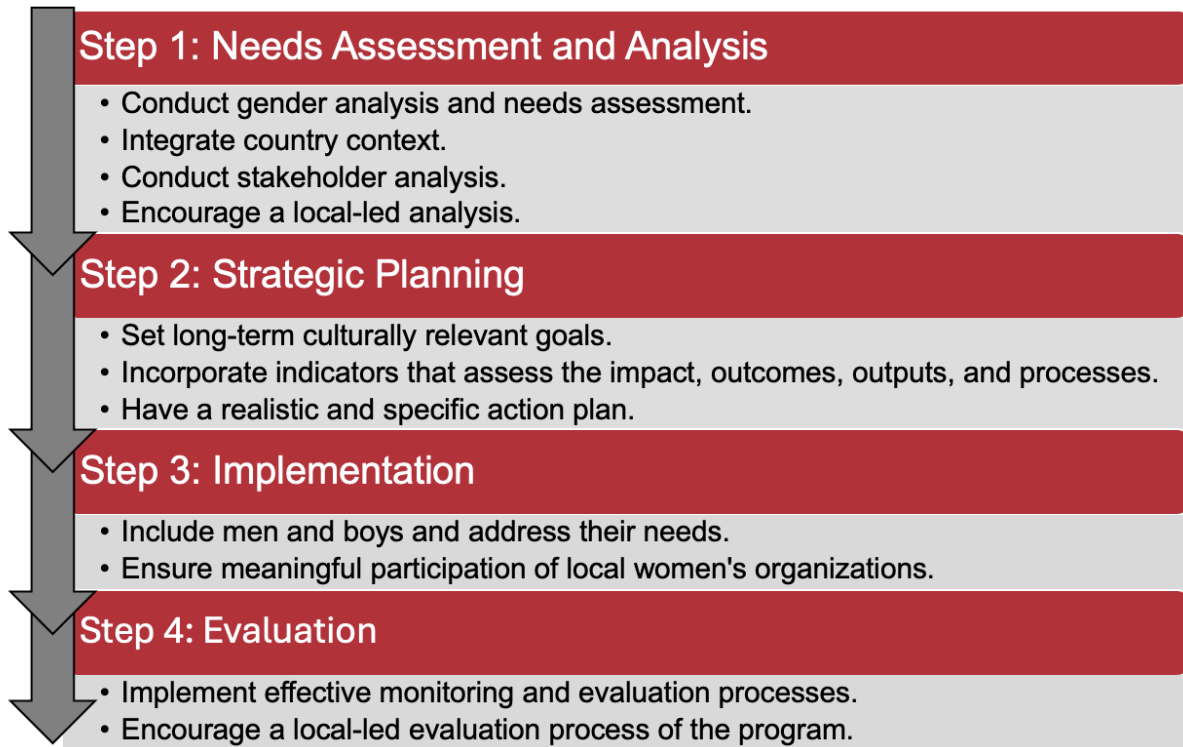 Step 1: Needs Assessment and Analysis
• Conduct gender analysis and needs assessment.
• Integrate country context.
• Conduct stakeholder analysis.
• Encourage a local-led analysis.
Step 2: Strategic Planning
• Set long-term culturally relevant goals.
• Incorporate indicators that assess the impact, outcomes, outputs, and processes.
• Have a realistic and specific action plan.
Step 3: Implementation
• Include men and boys and address their needs.
• Ensure meaningful participation of local women's organizations.
Step 4: Evaluation
• Implement effective monitoring and evaluation processes.
• Encourage a local-led evaluation process of the program.